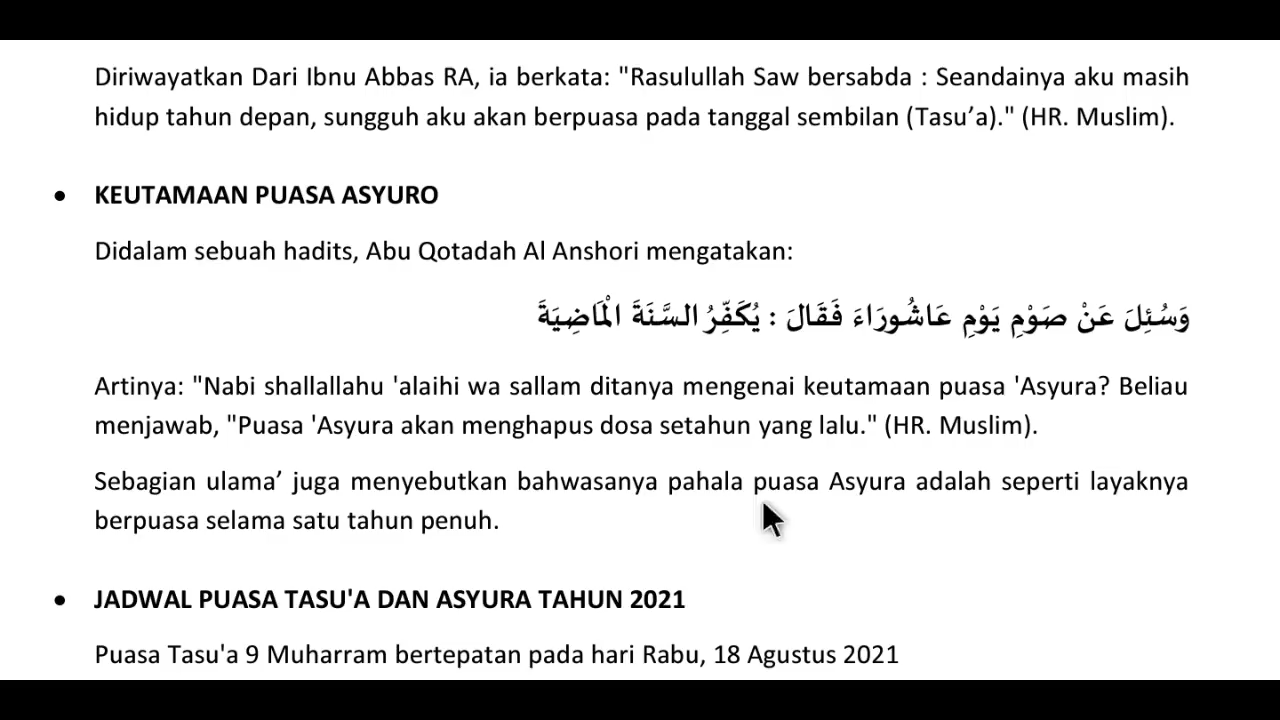 Diriwayatkan Dari Ibnu Abbas RA, ia berkata: "Rasulullah Saw bersabda : Seandainya aku masih
hidup tahun depan, sungguh aku akan berpuasa pada tanggal sembilan (Tasu’a)." (HR. Muslim).
• KEUTAMAAN PUASA ASYURO
Didalam sebuah hadits, Abu Qotadah Al Anshori mengatakan:
وَسُئِلَ عَنْ صَوْمِ يَوْمِ عَاشُورَاءَ فَقَالَ : يُكَفِّرُ السَّنَةَ الْمَاضِيَةَ
Artinya: "Nabi shallallahu 'alaihi wa sallam ditanya mengenai keutamaan puasa 'Asyura? Beliau
menjawab, "Puasa 'Asyura akan menghapus dosa setahun yang lalu." (HR. Muslim).
Sebagian ulama’ juga menyebutkan bahwasanya pahala puasa Asyura adalah seperti layaknya
berpuasa selama satu tahun penuh.
• JADWAL PUASA TASU'A DAN ASYURA TAHUN 2021
Puasa Tasu'a 9 Muharram bertepatan pada hari Rabu, 18 Agustus 2021